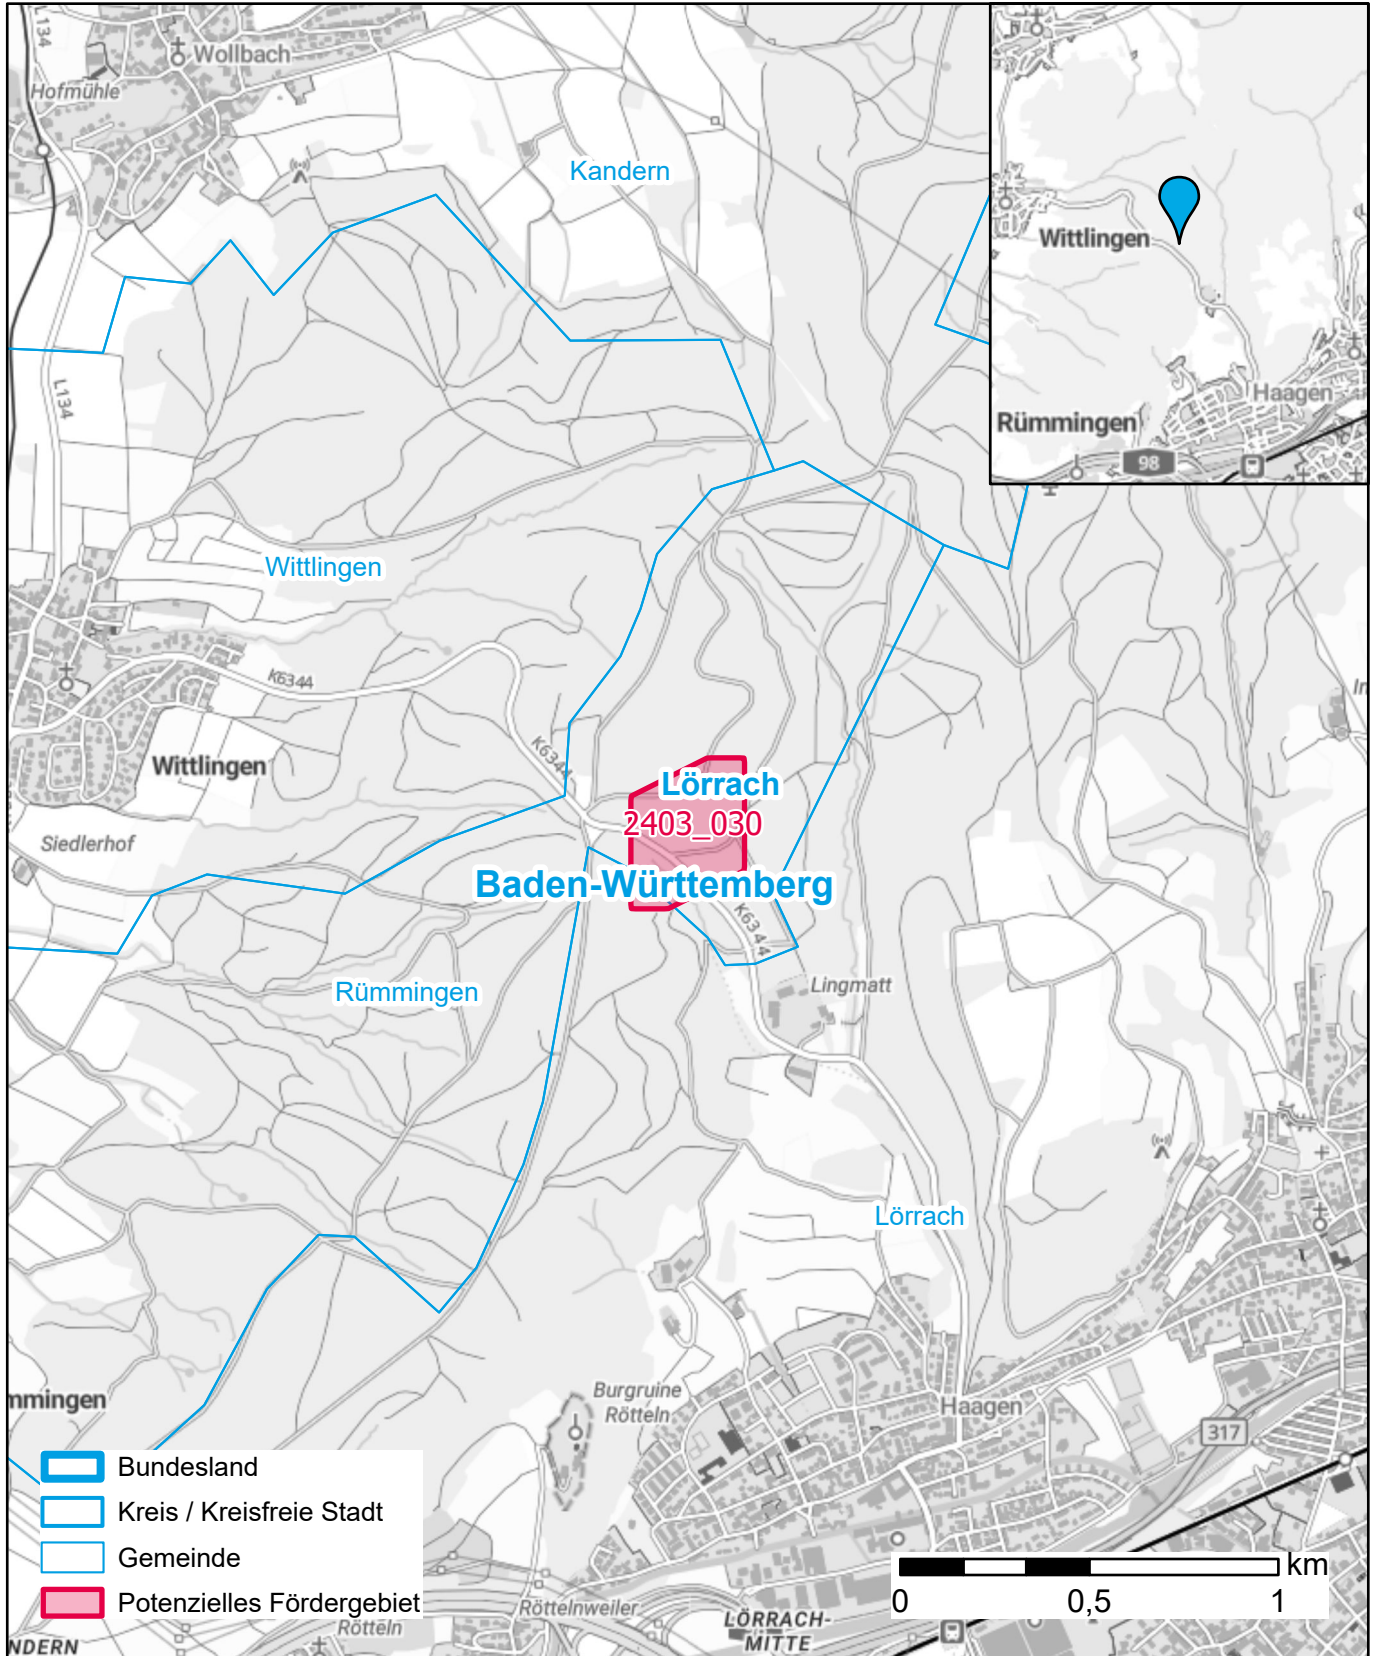 L134
Wollbach
Hofmühle
Kandern
Wittlingen
Rümmingen
Haagen
98
L134
Wittlingen
K6344
K6344
Wittlingen
Lörrach
2403_030
Siedlerhof
Baden-Württemberg
K6344
Rümmingen
Lingmatt
Lörrach
mmingen
Burgruine
Rötteln
Haagen
317
Bundesland
Kreis / Kreisfreie Stadt
Gemeinde
Potenzielles Fördergebiet
km
0 0,5 1
Röttelnweiler
Rötteln
LÖRRACH-
MITTE
NDERN